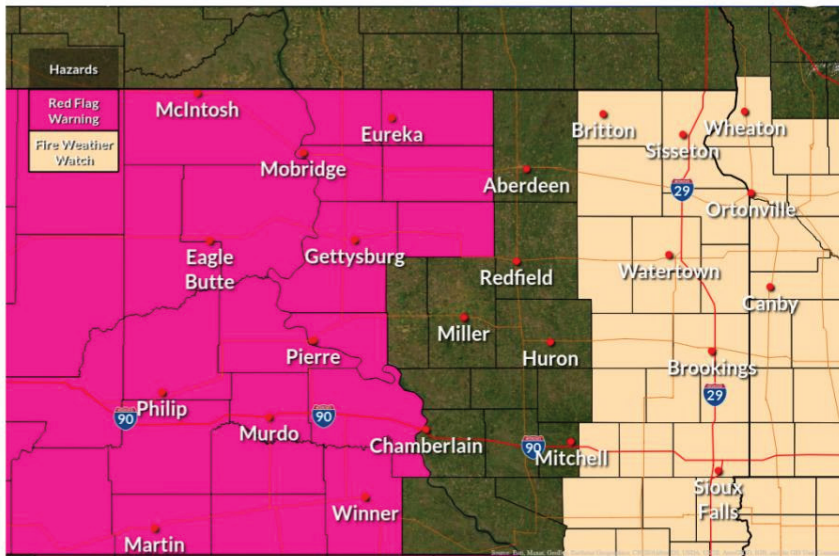 Hazards
Red Flag
Warning
Fire Weather
Watch
McIntosh
Eureka
Britton
Wheaton
Sisseton
Mobridge
Aberdeen
29
Ortonville
Eagle
Butte
Gettysburg
Redfield
Watertown
Canby
Miller
Pierre
Huron
Brookings
Philip
29
90
Murdo
90
Chamberlain
90
Mitchell
Sioux
Falls
Winner
Martin